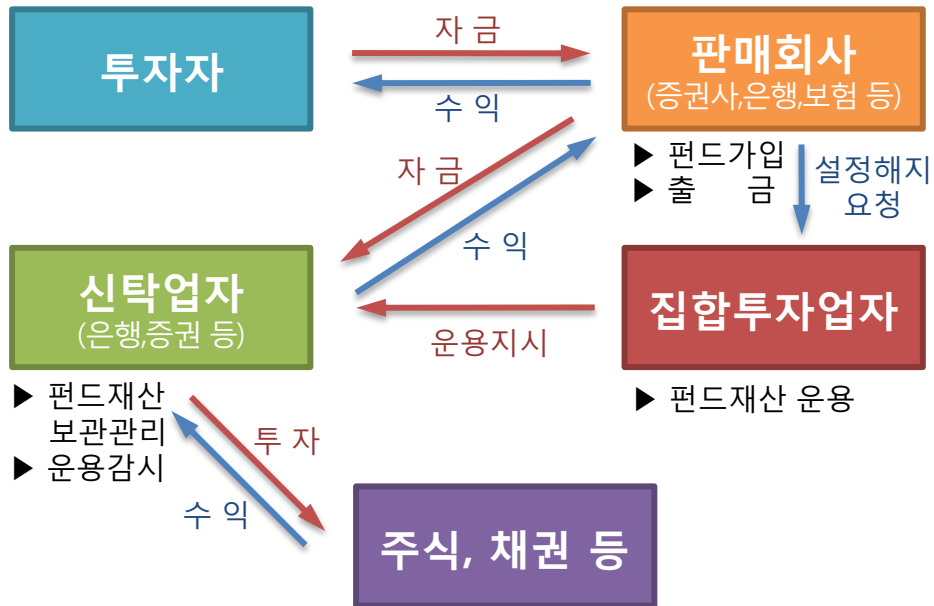 투자자
자 금
수 익
판매회사
(증권사,은행,보험 등)
▶ 펀드가입
▶ 출 금
설정해지
요청
자 금
수 익
신탁업자
(은행,증권 등)
운용지시
집합투자업자
▶ 펀드재산
보관관리
▶ 운용감시
▶ 펀드재산 운용
투 자
수 익
주식, 채권 등